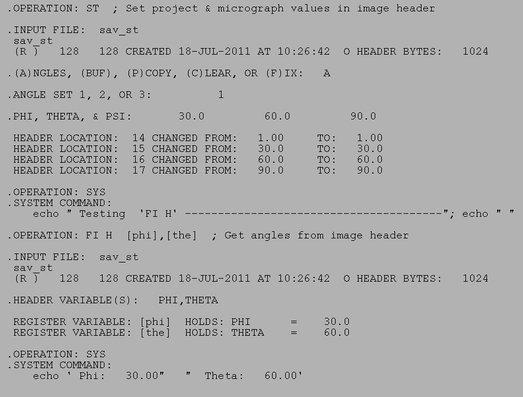 .OPERATION: ST  ; Set project & micrograph values in image header
.INPUT FILE:  sav_st
sav_st
(R )   128   128 CREATED 18-JUL-2011 AT 10:26:42  O HEADER BYTES:   1024
.(A)NGLES, (BUF), (P)COPY, (C)LEAR, OR (F)IX:   A
.ANGLE SET 1, 2, OR 3:          1
.PHI, THETA, & PSI:       30.0         60.0         90.0
HEADER LOCATION:  14 CHANGED FROM:   1.00     TO:   1.00
HEADER LOCATION:  15 CHANGED FROM:   30.0     TO:   30.0
HEADER LOCATION:  16 CHANGED FROM:   60.0     TO:   60.0
HEADER LOCATION:  17 CHANGED FROM:   90.0     TO:   90.0
.OPERATION: SYS
.SYSTEM COMMAND:
echo " Testing  'FI H' ---------------------------------------"; echo " "
.OPERATION: FI H  [phi],[the]  ; Get angles from image header
.INPUT FILE:  sav_st
sav_st
(R )   128   128 CREATED 18-JUL-2011 AT 10:26:42  O HEADER BYTES:   1024
.HEADER VARIABLE(S):   PHI,THETA
REGISTER VARIABLE: [phi]  HOLDS: PHI      =    30.0
REGISTER VARIABLE: [the]  HOLDS: THETA    =    60.0
.OPERATION: SYS
.SYSTEM COMMAND:
echo ' Phi:   30.00"   "  Theta:   60.00'